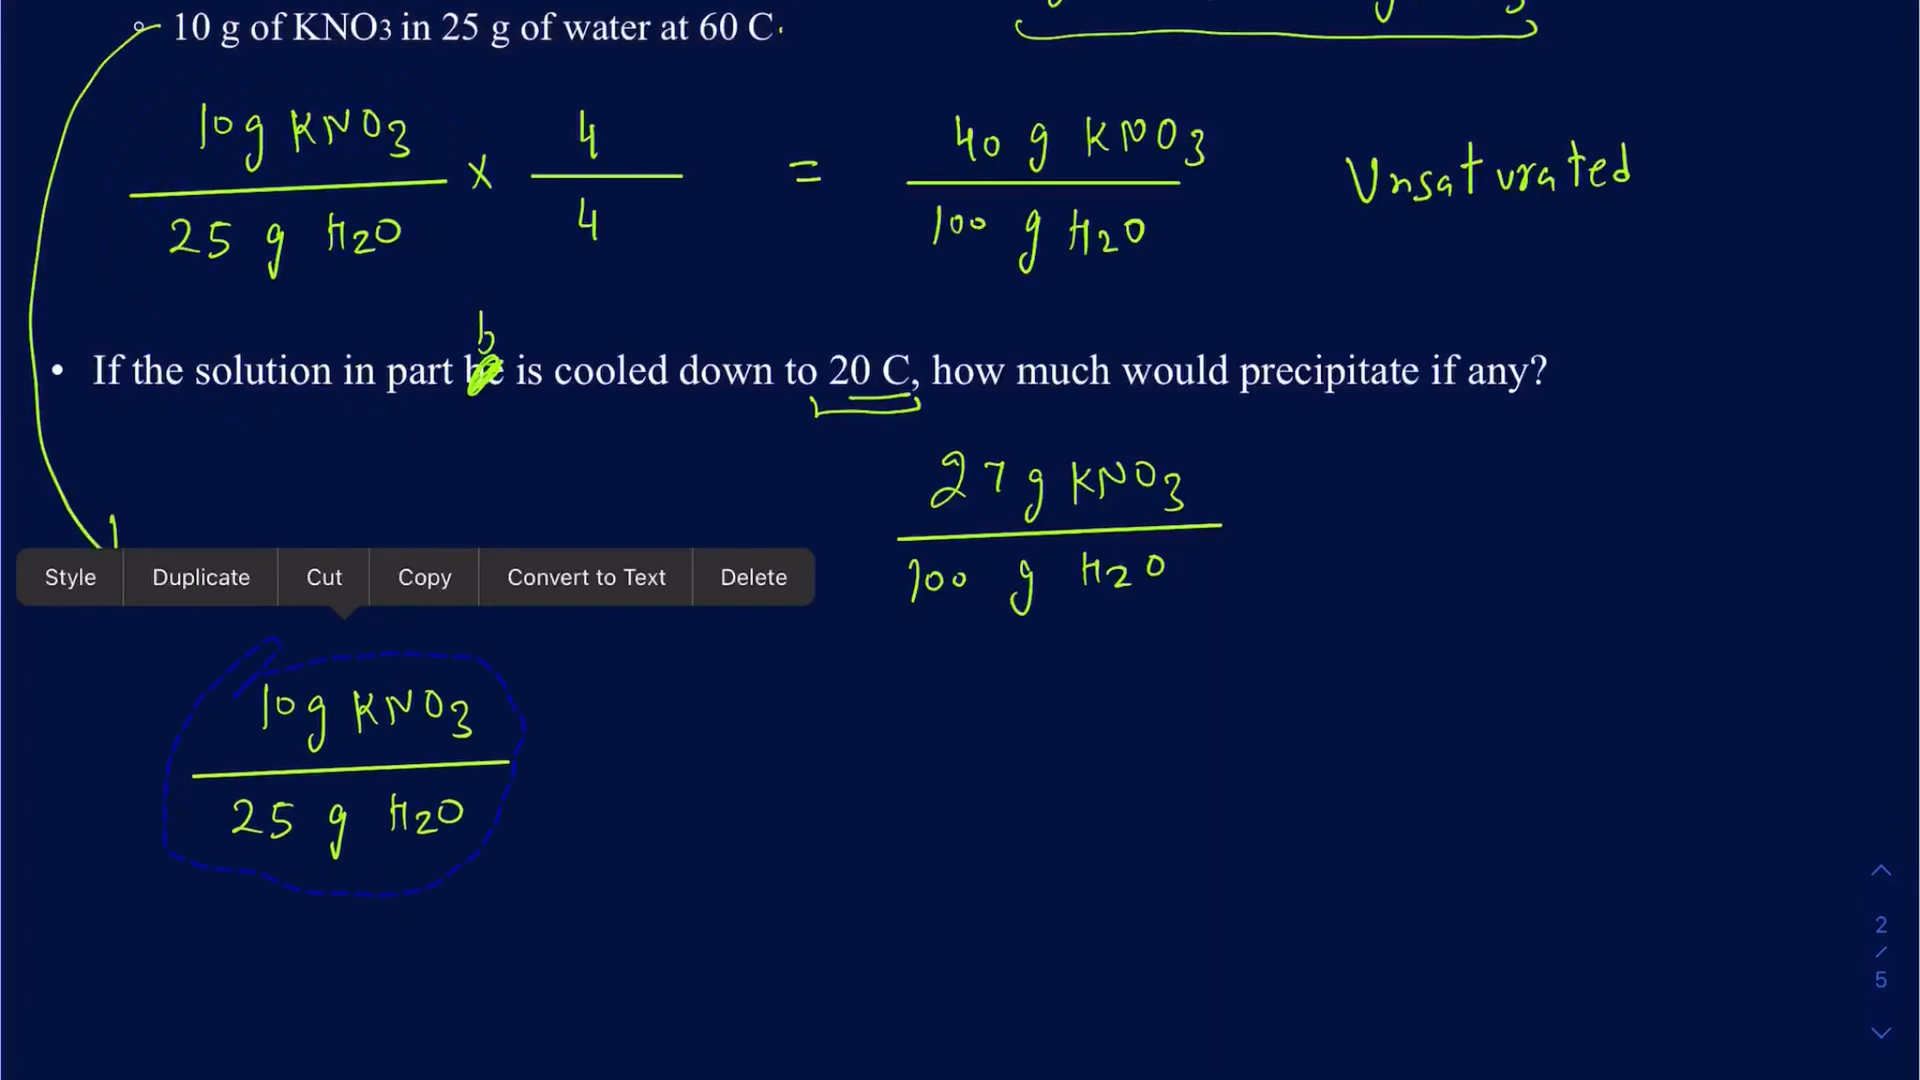 10 g of KNO3 in 25 g of water at 60 C.
10 g KNO3
25 g H2O
x
4
4
=
40 g KNO3
100 g H2O
Unsaturated
b
• If the solution in part is cooled down to 20 C, how much would precipitate if any?
27 g KNO3
100 g H2O
Style Duplicate Cut Copy Convert to Text Delete
10 g KNO3
25 g H2O
2
/
5